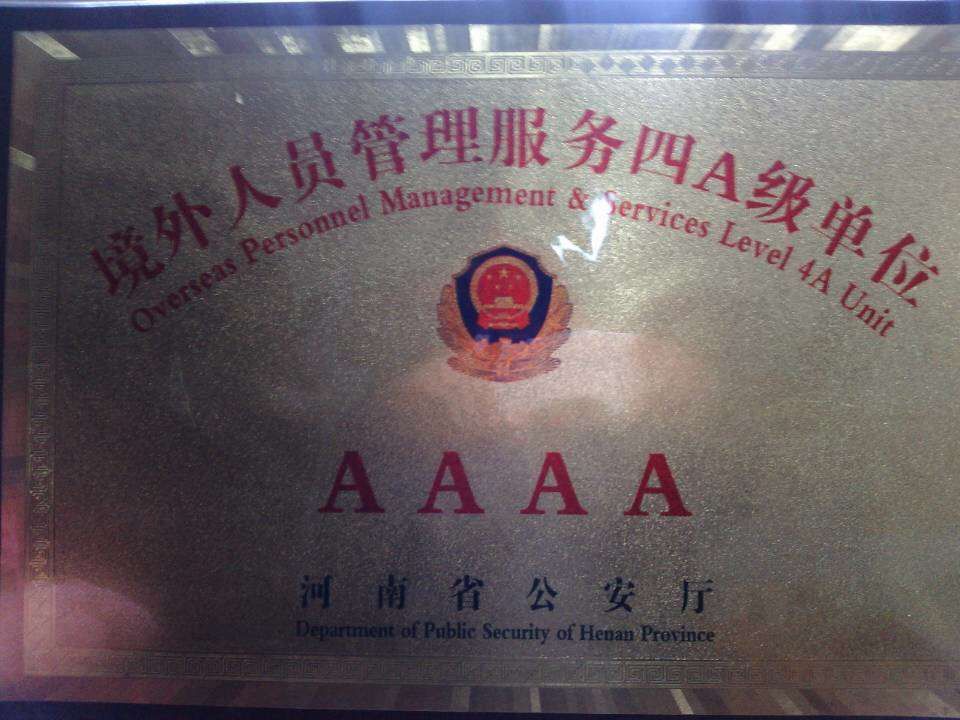 境外人员管理服务四A级单位
Overseas Personnel Management & Services Level 4A Unit
AAAA
河南省公安厅
Department of Public Security of Henan Province